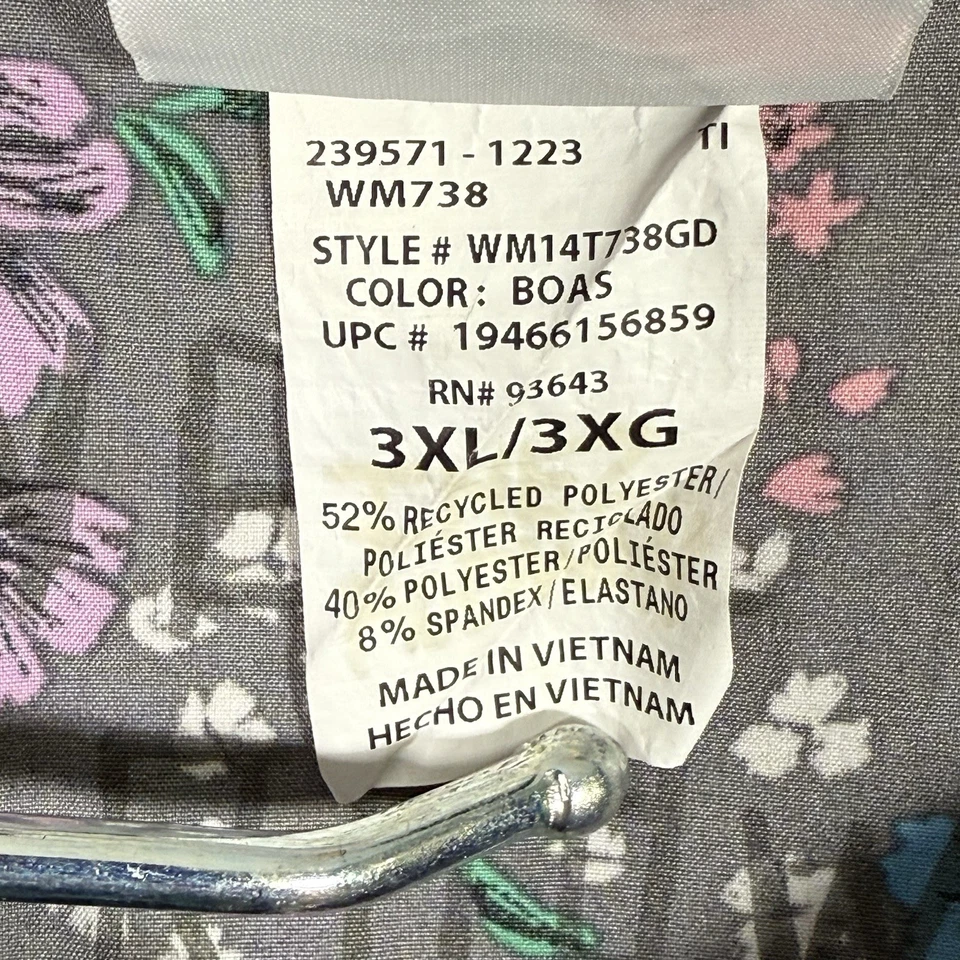 TI
239571 - 1223
WM738
STYLE # WM14T738GD
COLOR: BOAS
UPC # 19466156859
RN# 93643
3XL/3XG
52% RECYCLED POLYESTER/
POLIÉSTER RECICLADO
40% POLYESTER/POLIÉSTER
8% SPANDEX/ELASTANO
MADE IN VIETNAM
HECHO EN VIETNAM